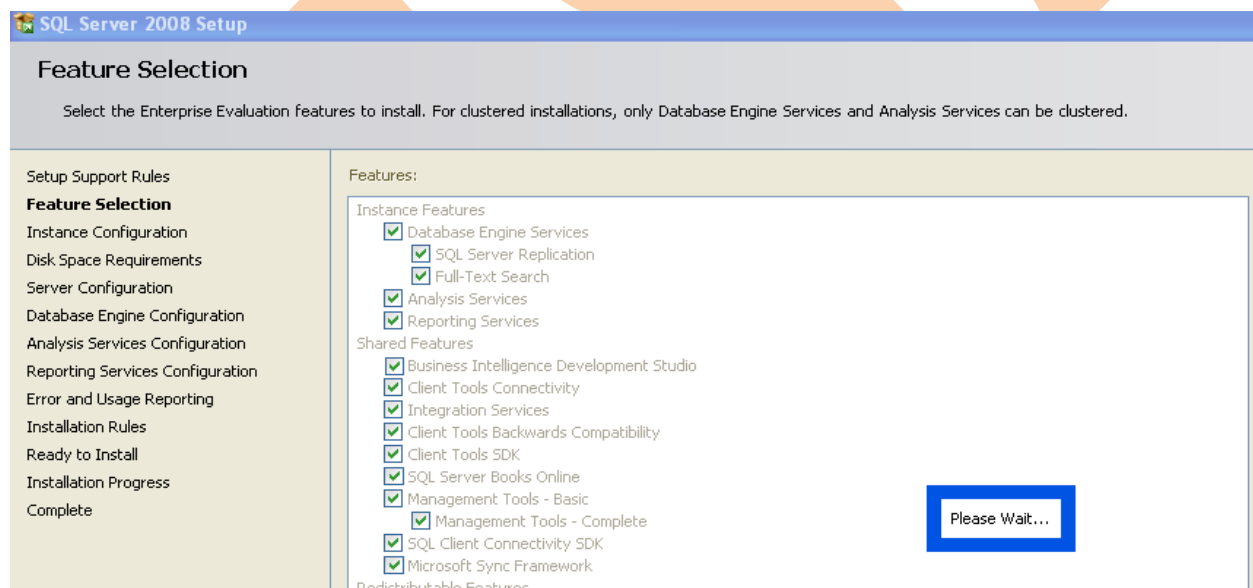 SQL Server 2008 Setup
Feature Selection
Select the Enterprise Evaluation features to install. For clustered installations, only Database Engine Services and Analysis Services can be clustered.
Setup Support Rules
Feature Selection
Instance Configuration
Disk Space Requirements
Server Configuration
Database Engine Configuration
Analysis Services Configuration
Reporting Services Configuration
Error and Usage Reporting
Installation Rules
Ready to Install
Installation Progress
Complete
Features:
Instance Features
Database Engine Services
SQL Server Replication
Full-Text Search
Analysis Services
Reporting Services
Shared Features
Business Intelligence Development Studio
Client Tools Connectivity
Integration Services
Client Tools Backwards Compatibility
Client Tools SDK
SQL Server Books Online
Management Tools - Basic
Management Tools - Complete
SQL Client Connectivity SDK
Microsoft Sync Framework
Redistributable Features
Please Wait...